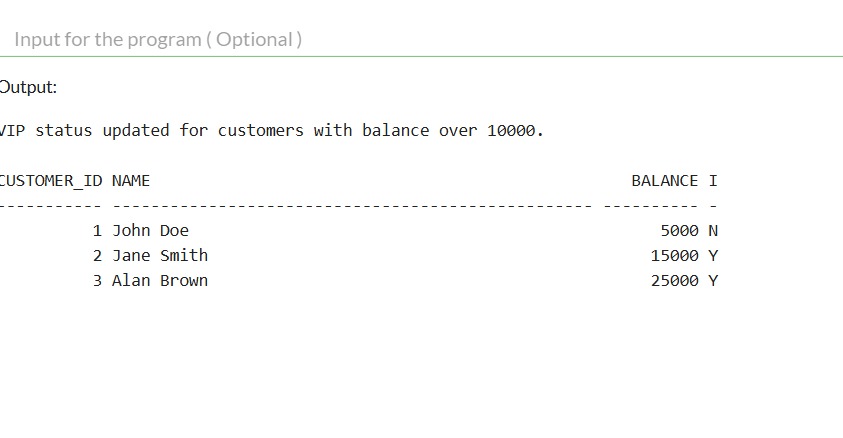 Input for the program ( Optional )
Output:
VIP status updated for customers with balance over 10000.
CUSTOMER_ID NAME BALANCE I
----------- -------------------------------------------------- ---------- -
1 John Doe 5000 N
2 Jane Smith 15000 Y
3 Alan Brown 25000 Y